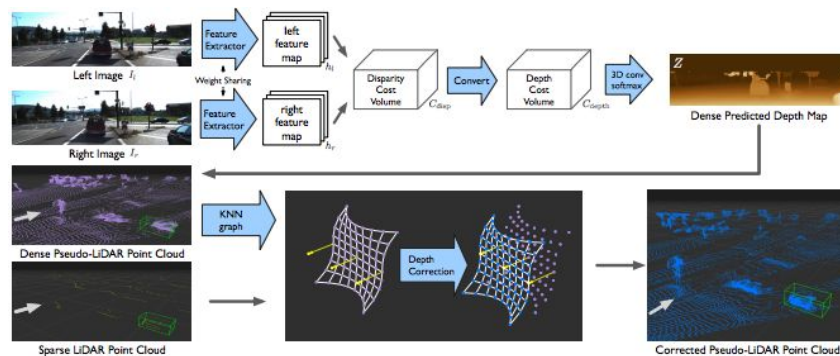 Feature
Extractor
left
feature
map
h_l
Left Image I_l
Weight Sharing
Feature
Extractor
right
feature
map
h_r
Right Image I_r
Disparity
Cost
Volume
C_disp
Convert
Depth
Cost
Volume
C_depth
3D conv
softmax
Z
Dense Predicted Depth Map
Dense Pseudo-LiDAR Point Cloud
KNN
graph
Depth
Correction
Sparse LiDAR Point Cloud
Corrected Pseudo-LiDAR Point Cloud